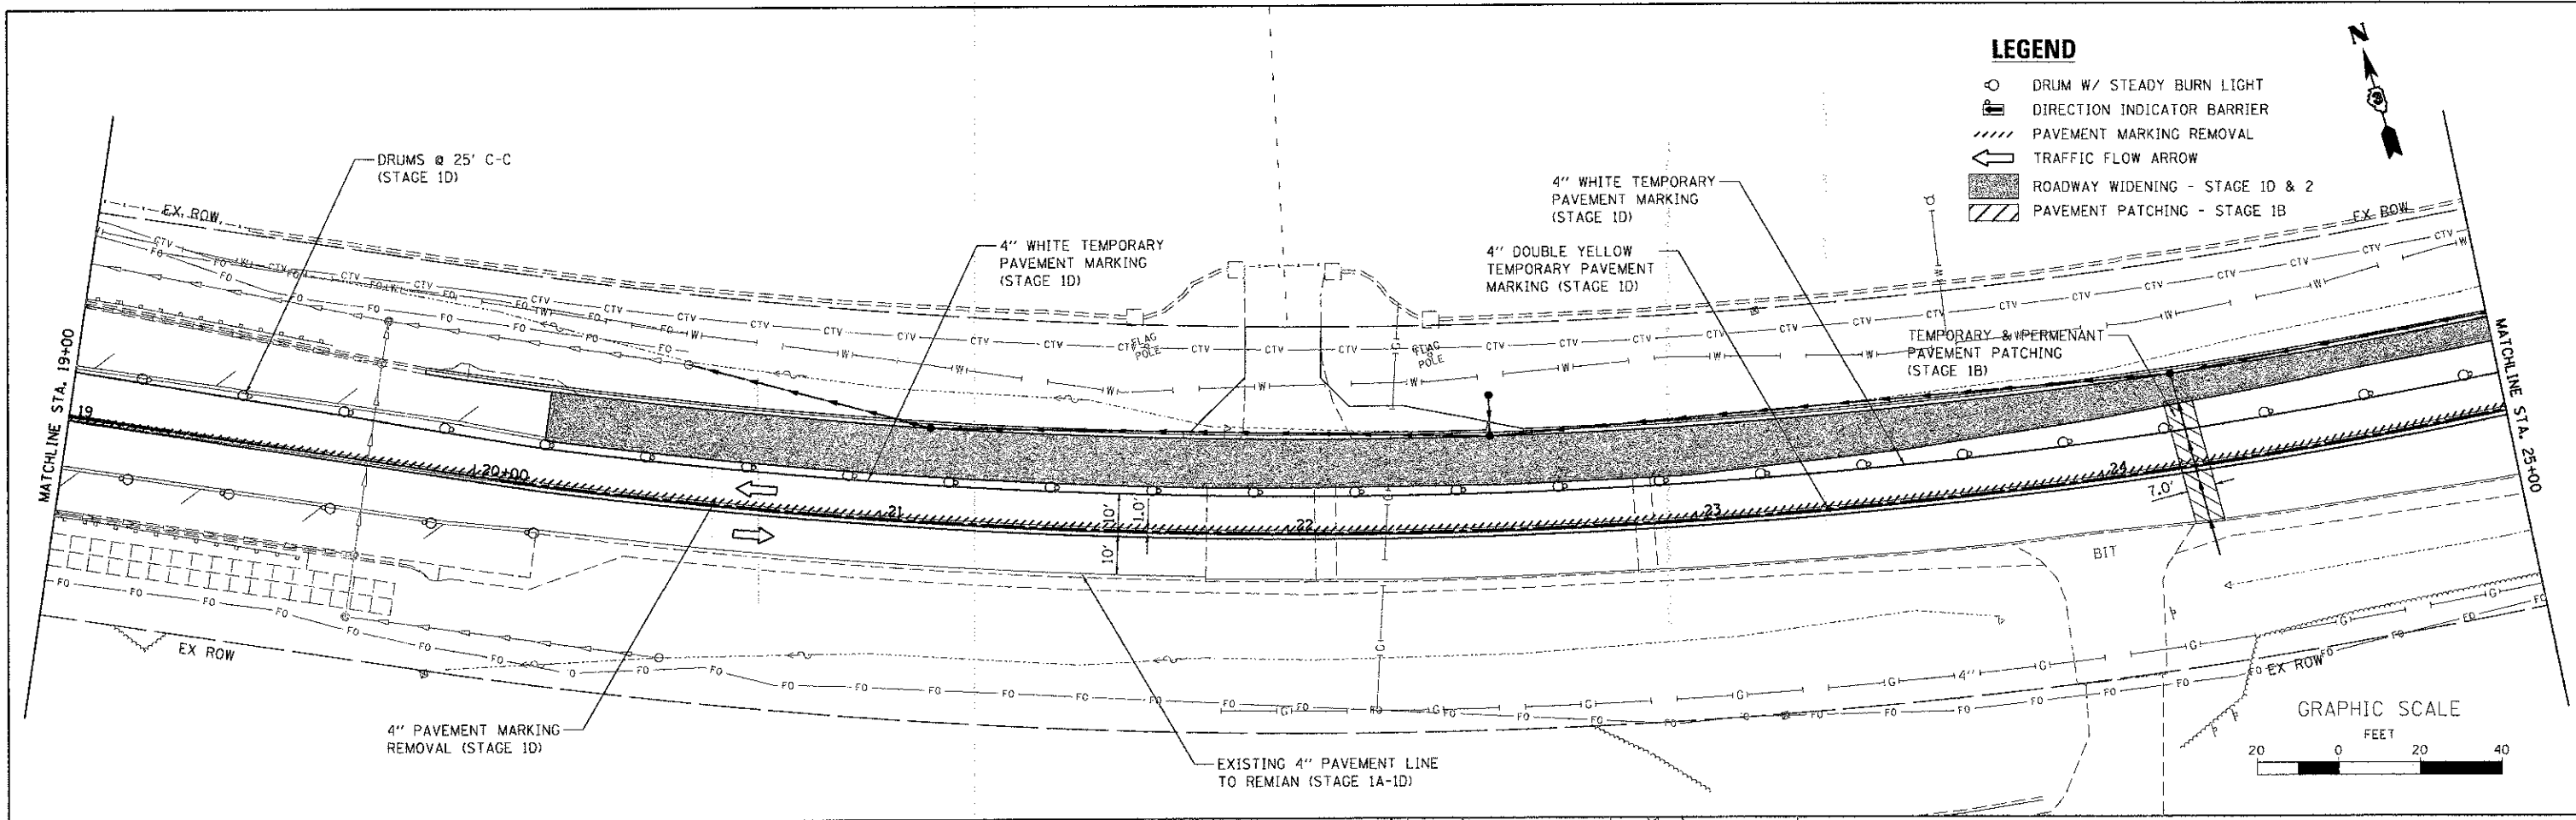 LEGEND
DRUM W/ STEADY BURN LIGHT
DIRECTION INDICATOR BARRIER
PAVEMENT MARKING REMOVAL
TRAFFIC FLOW ARROW
ROADWAY WIDENING - STAGE 1D & 2
PAVEMENT PATCHING - STAGE 1B
N
3
DRUMS @ 25' C-C
(STAGE 1D)
4" WHITE TEMPORARY
PAVEMENT MARKING
(STAGE 1D)
4" WHITE TEMPORARY
PAVEMENT MARKING
(STAGE 1D)
4" DOUBLE YELLOW
TEMPORARY PAVEMENT
MARKING (STAGE 1D)
TEMPORARY & PERMENANT
PAVEMENT PATCHING
(STAGE 1B)
EX. ROW
EX ROW
FLAG
POLE
FLAG
POLE
MATCHLINE STA. 19+00
MATCHLINE STA. 25+00
19
20+00
21
22
23
24
10'
1.0'
10'
7.0'
BIT
CTV
FO
W
G
4"
EX ROW
EX ROW
4" PAVEMENT MARKING
REMOVAL (STAGE 1D)
EXISTING 4" PAVEMENT LINE
TO REMIAN (STAGE 1A-1D)
GRAPHIC SCALE
FEET
20 0 20 40